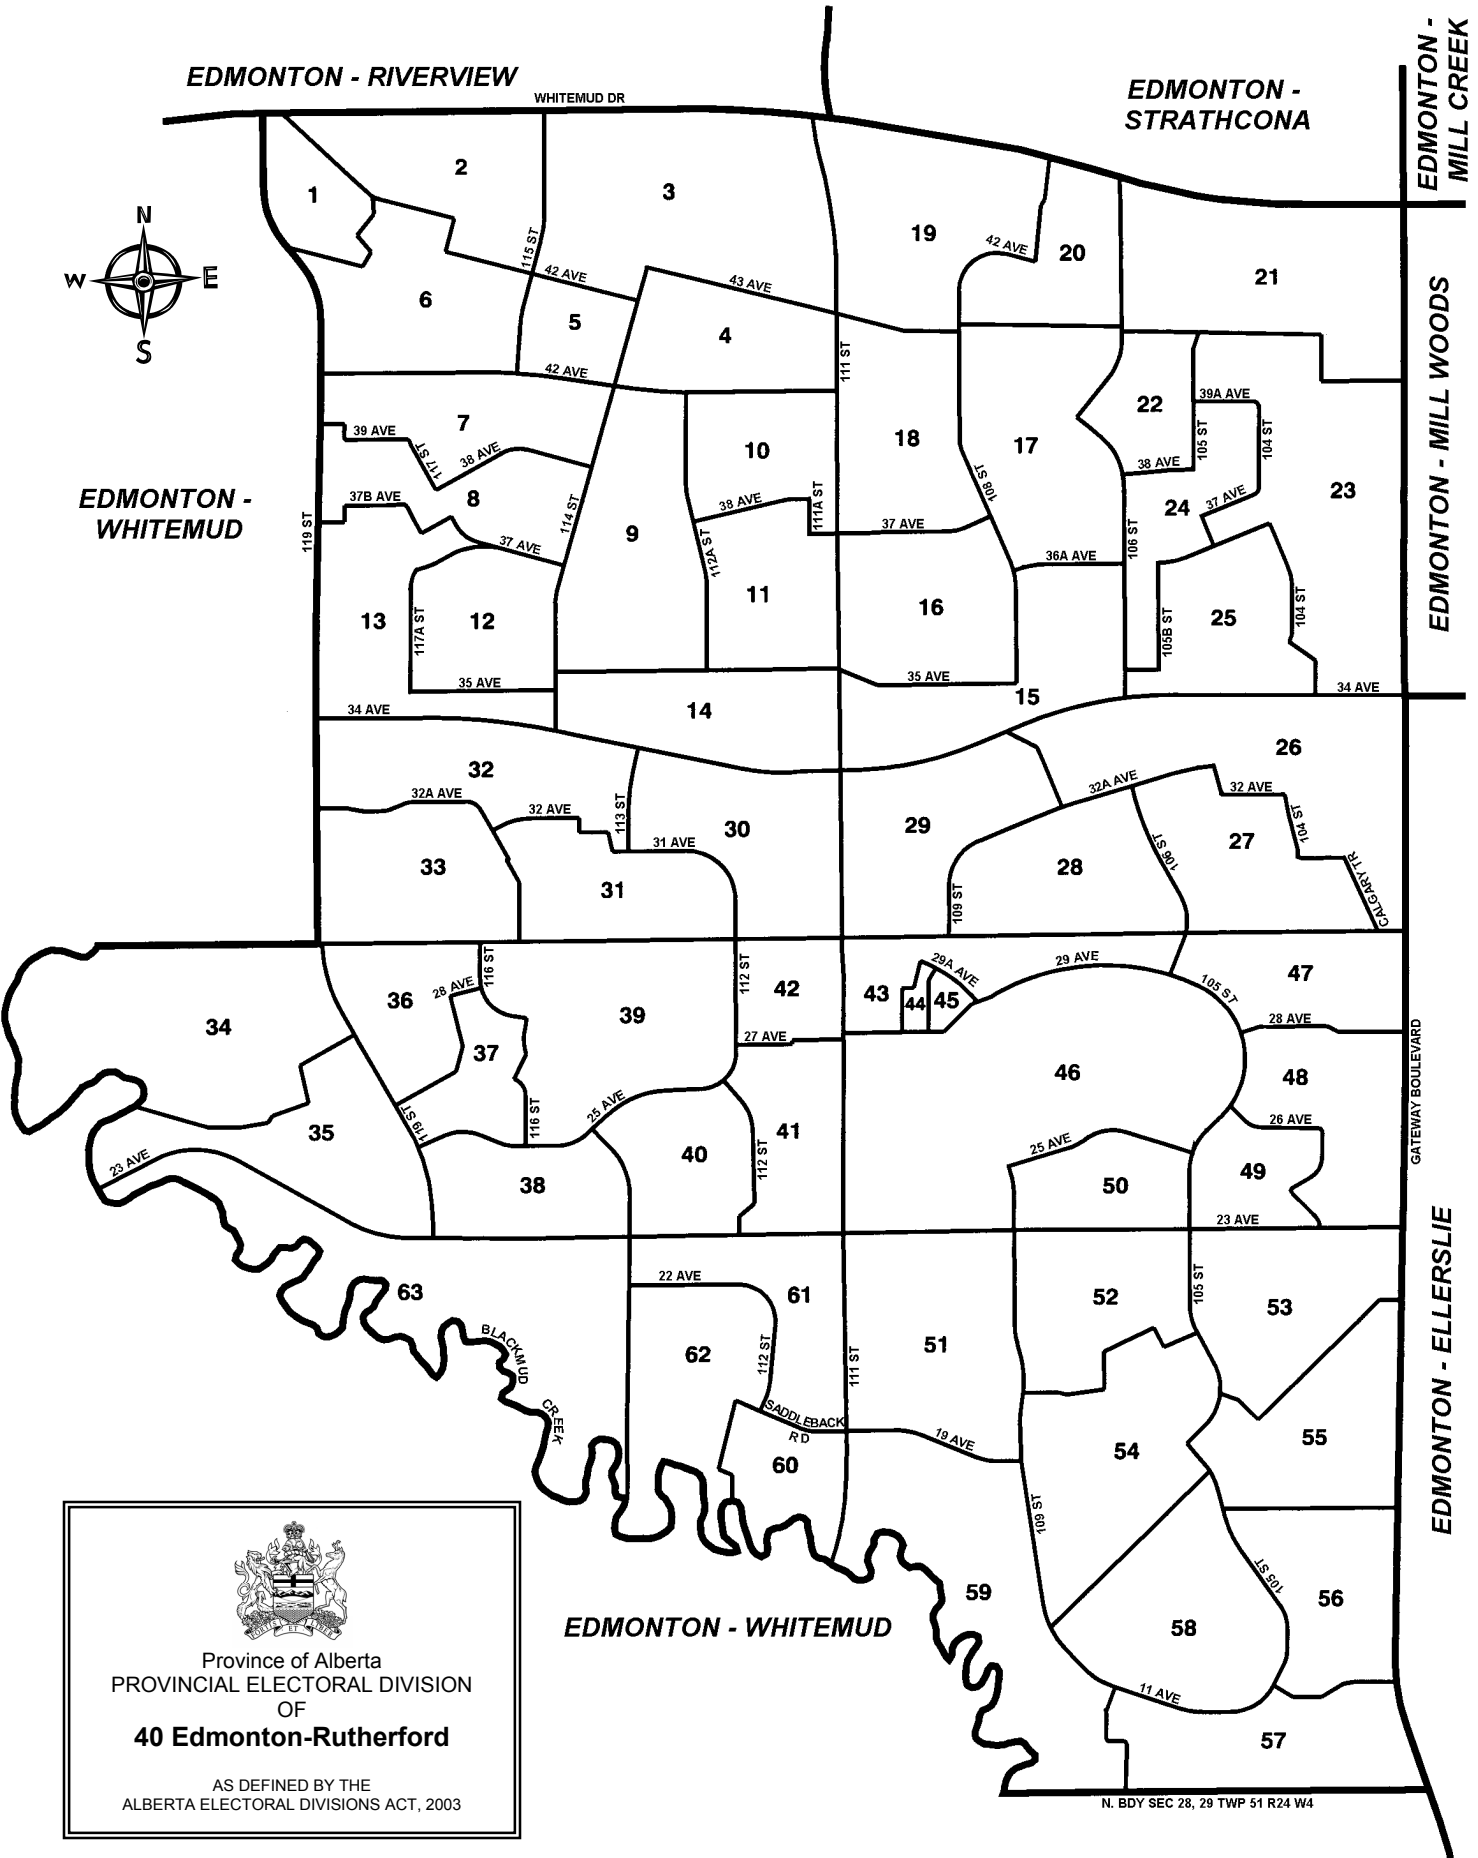 EDMONTON - RIVERVIEW
WHITEMUD DR
EDMONTON -
STRATHCONA
EDMONTON -
MILL CREEK
N
W
E
S
1
2
3
19
20
21
115 ST
42 AVE
42 AVE
43 AVE
6
5
4
111 ST
42 AVE
7
39 AVE
117 ST
38 AVE
10
18
17
22
39A AVE
105 ST
104 ST
38 AVE
23
EDMONTON - MILL WOODS
EDMONTON -
WHITEMUD
119 ST
37B AVE
8
114 ST
9
38 AVE
111A ST
112A ST
108 ST
37 AVE
24
37 AVE
106 ST
37 AVE
36A AVE
13
117A ST
12
11
16
105B ST
25
104 ST
35 AVE
35 AVE
34 AVE
34 AVE
14
15
26
32
32A AVE
32 AVE
113 ST
31 AVE
30
29
32A AVE
32 AVE
104 ST
27
106 ST
28
CALGARY TR
33
31
109 ST
34
36
116 ST
28 AVE
39
112 ST
42
43
44
45
29A AVE
29 AVE
105 ST
47
28 AVE
27 AVE
37
46
48
GATEWAY BOULEVARD
119 ST
116 ST
25 AVE
35
23 AVE
38
40
41
112 ST
25 AVE
50
26 AVE
49
23 AVE
63
22 AVE
61
62
112 ST
111 ST
51
52
105 ST
53
EDMONTON - ELLERSLIE
BLACKMUD
CREEK
SADDLEBACK
RD
19 AVE
60
54
55
109 ST
105 ST
56
59
58
EDMONTON - WHITEMUD
11 AVE
57
N. BDY SEC 28, 29 TWP 51 R24 W4
Province of Alberta
PROVINCIAL ELECTORAL DIVISION
OF
40 Edmonton-Rutherford
AS DEFINED BY THE
ALBERTA ELECTORAL DIVISIONS ACT, 2003